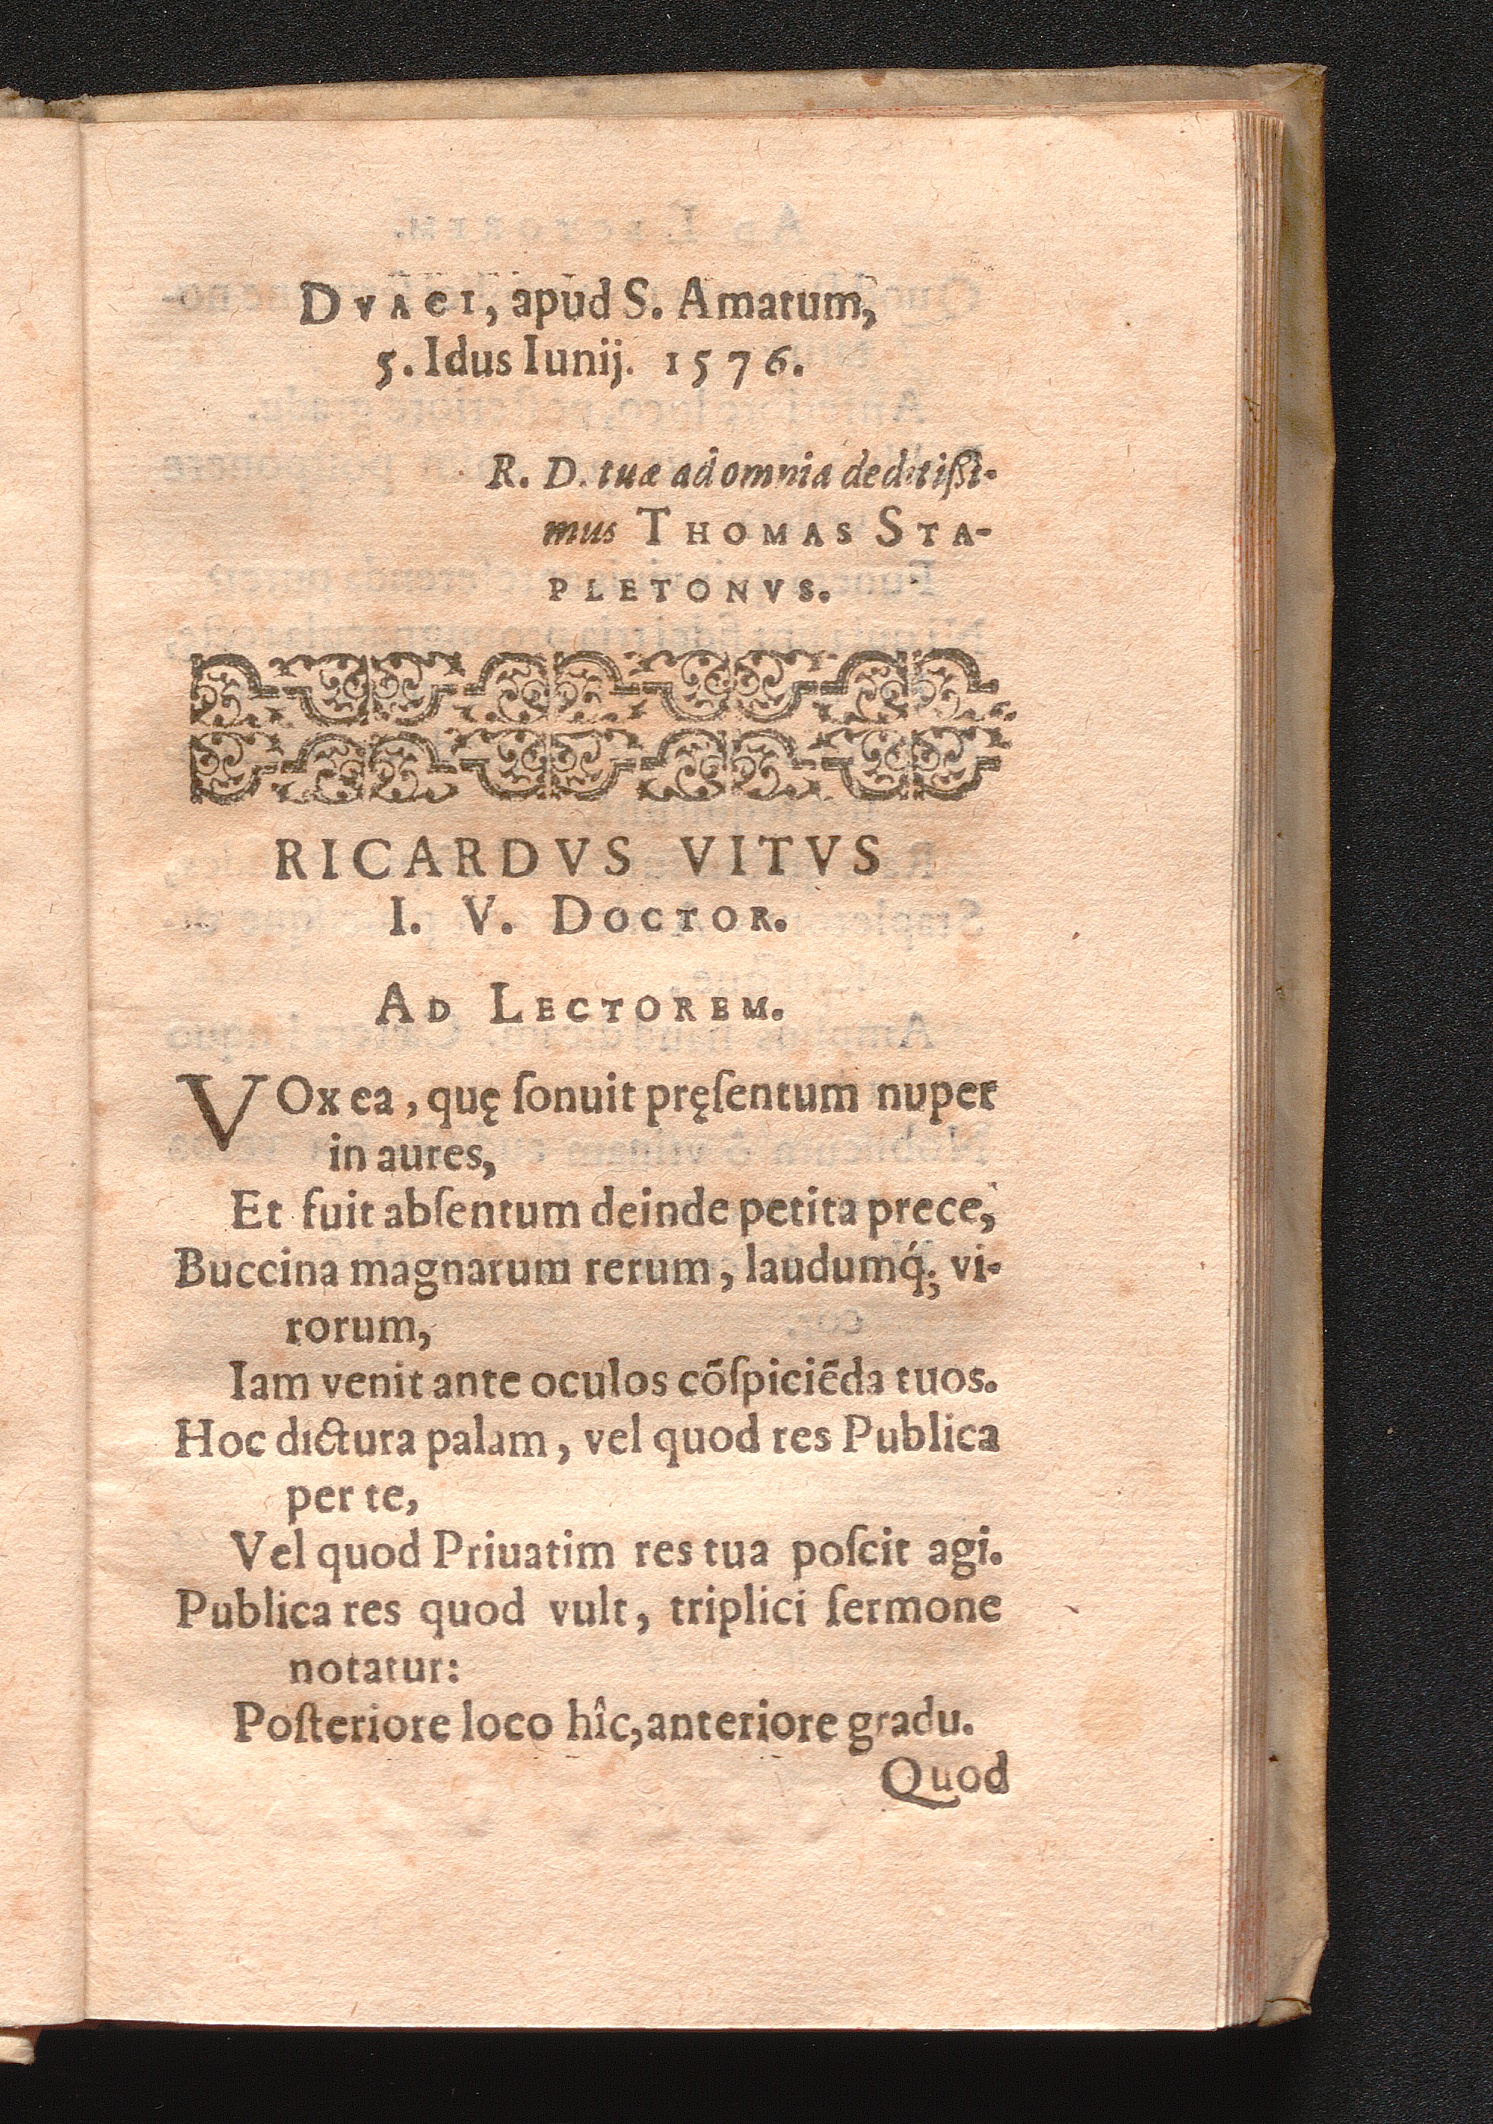 DVACI, apud S. Amatum,
5. Idus Iunij. 1576.
R. D. tuæ ad omnia deditißi-
mus THOMAS STA-
PLETONVS.
RICARDVS VITVS
I. V. DOCTOR.
AD LECTOREM.
VOx ea, quę ſonuit pręſentum nuper
in aures,
Et fuit abſentum deinde petita prece,
Buccina magnarum rerum, laudumq́; vi-
rorum,
Iam venit ante oculos cōſpiciēda tuos.
Hoc dictura palam, vel quod res Publica
per te,
Vel quod Priuatim res tua poſcit agi.
Publica res quod vult, triplici ſermone
notatur:
Poſteriore loco hîc, anteriore gradu.
Quod